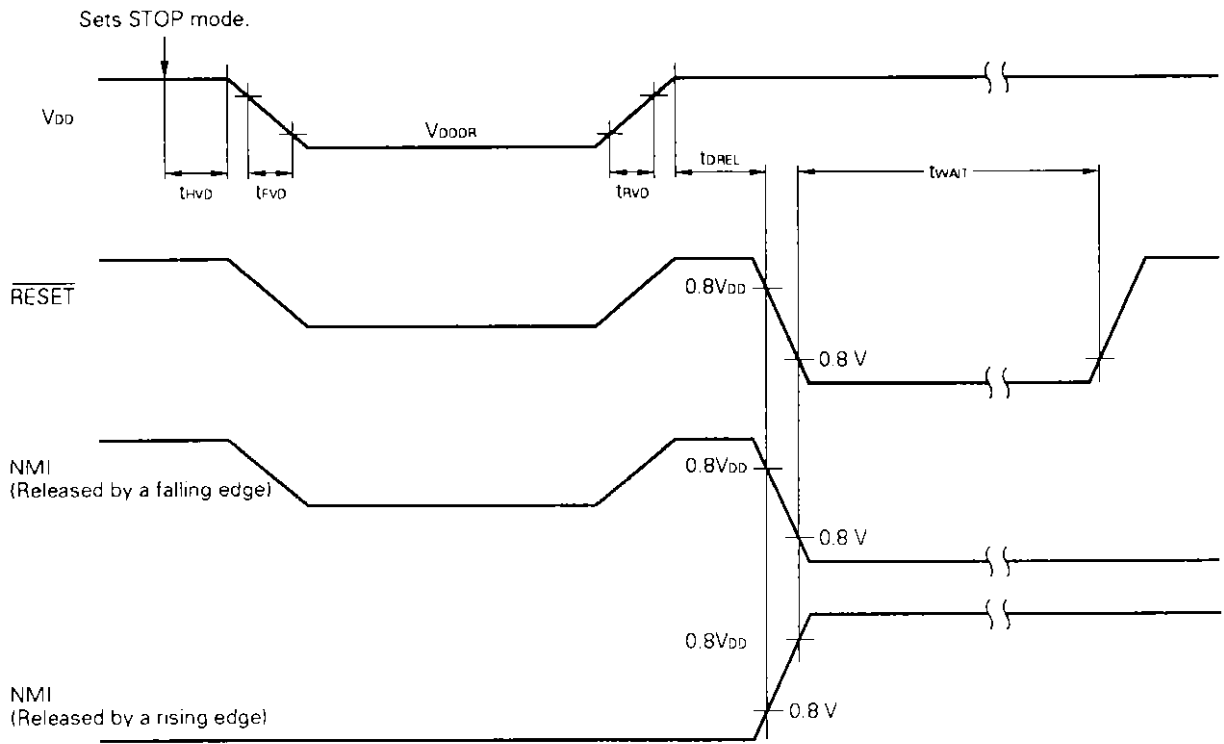 Sets STOP mode.
VDD
VDDDR
tHVD
tFVD
tRVD
tDREL
tWAIT
RESET
0.8VDD
0.8 V
NMI
(Released by a falling edge)
0.8VDD
0.8 V
NMI
(Released by a rising edge)
0.8VDD
0.8 V